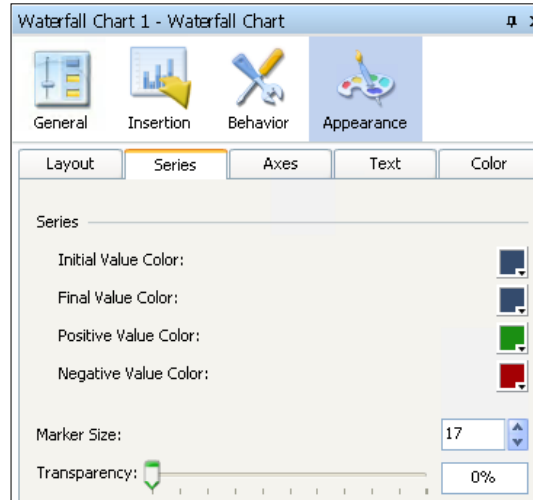 Waterfall Chart 1 - Waterfall Chart
General Insertion Behavior Appearance
Layout Series Axes Text Color
Series
Initial Value Color:
Final Value Color:
Positive Value Color:
Negative Value Color:
Marker Size: 17
Transparency: 0%